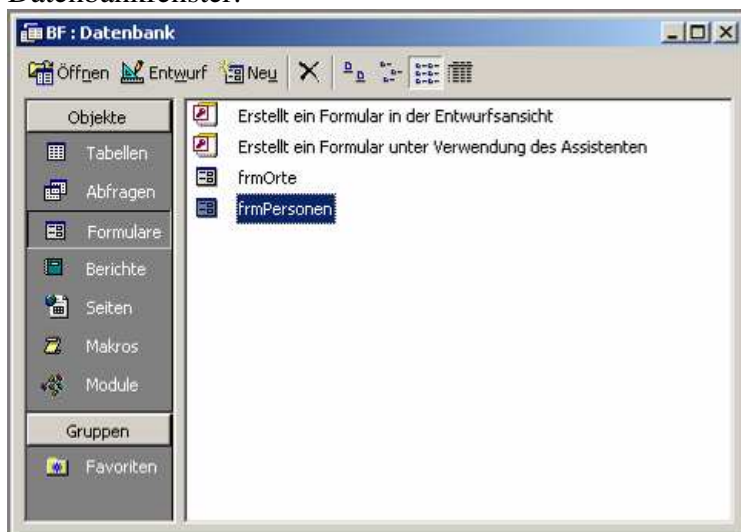 Datenbankfenster.
BF : Datenbank
Öffnen Entwurf Neu
Objekte
Tabellen
Abfragen
Formulare
Berichte
Seiten
Makros
Module
Gruppen
Favoriten
Erstellt ein Formular in der Entwurfsansicht
Erstellt ein Formular unter Verwendung des Assistenten
frmOrte
frmPersonen